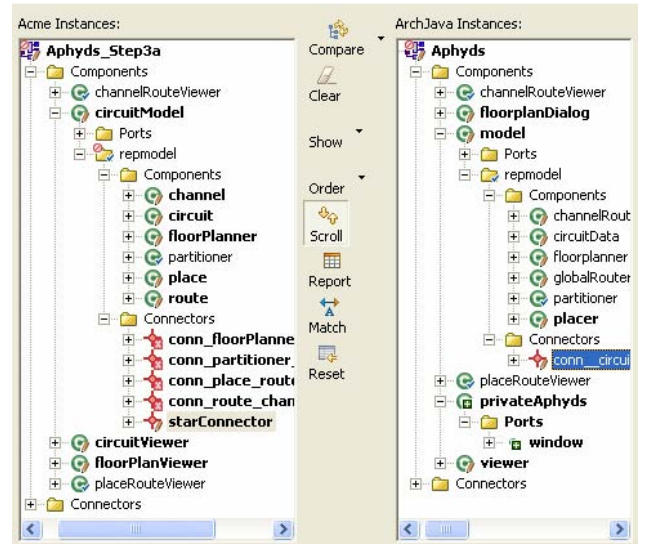 Acme Instances:
Aphyds_Step3a
Components
channelRouteViewer
circuitModel
Ports
repmodel
Components
channel
circuit
floorPlanner
partitioner
place
route
Connectors
conn_floorPlanne
conn_partitioner_
conn_place_route
conn_route_chan
starConnector
circuitViewer
floorPlanViewer
placeRouteViewer
Connectors
Compare
Clear
Show
Order
Scroll
Report
Match
Reset
ArchJava Instances:
Aphyds
Components
channelRouteViewer
floorplanDialog
model
Ports
repmodel
Components
channelRout
circuitData
floorplanner
globalRouter
partitioner
placer
Connectors
conn__circui
placeRouteViewer
privateAphyds
Ports
window
viewer
Connectors